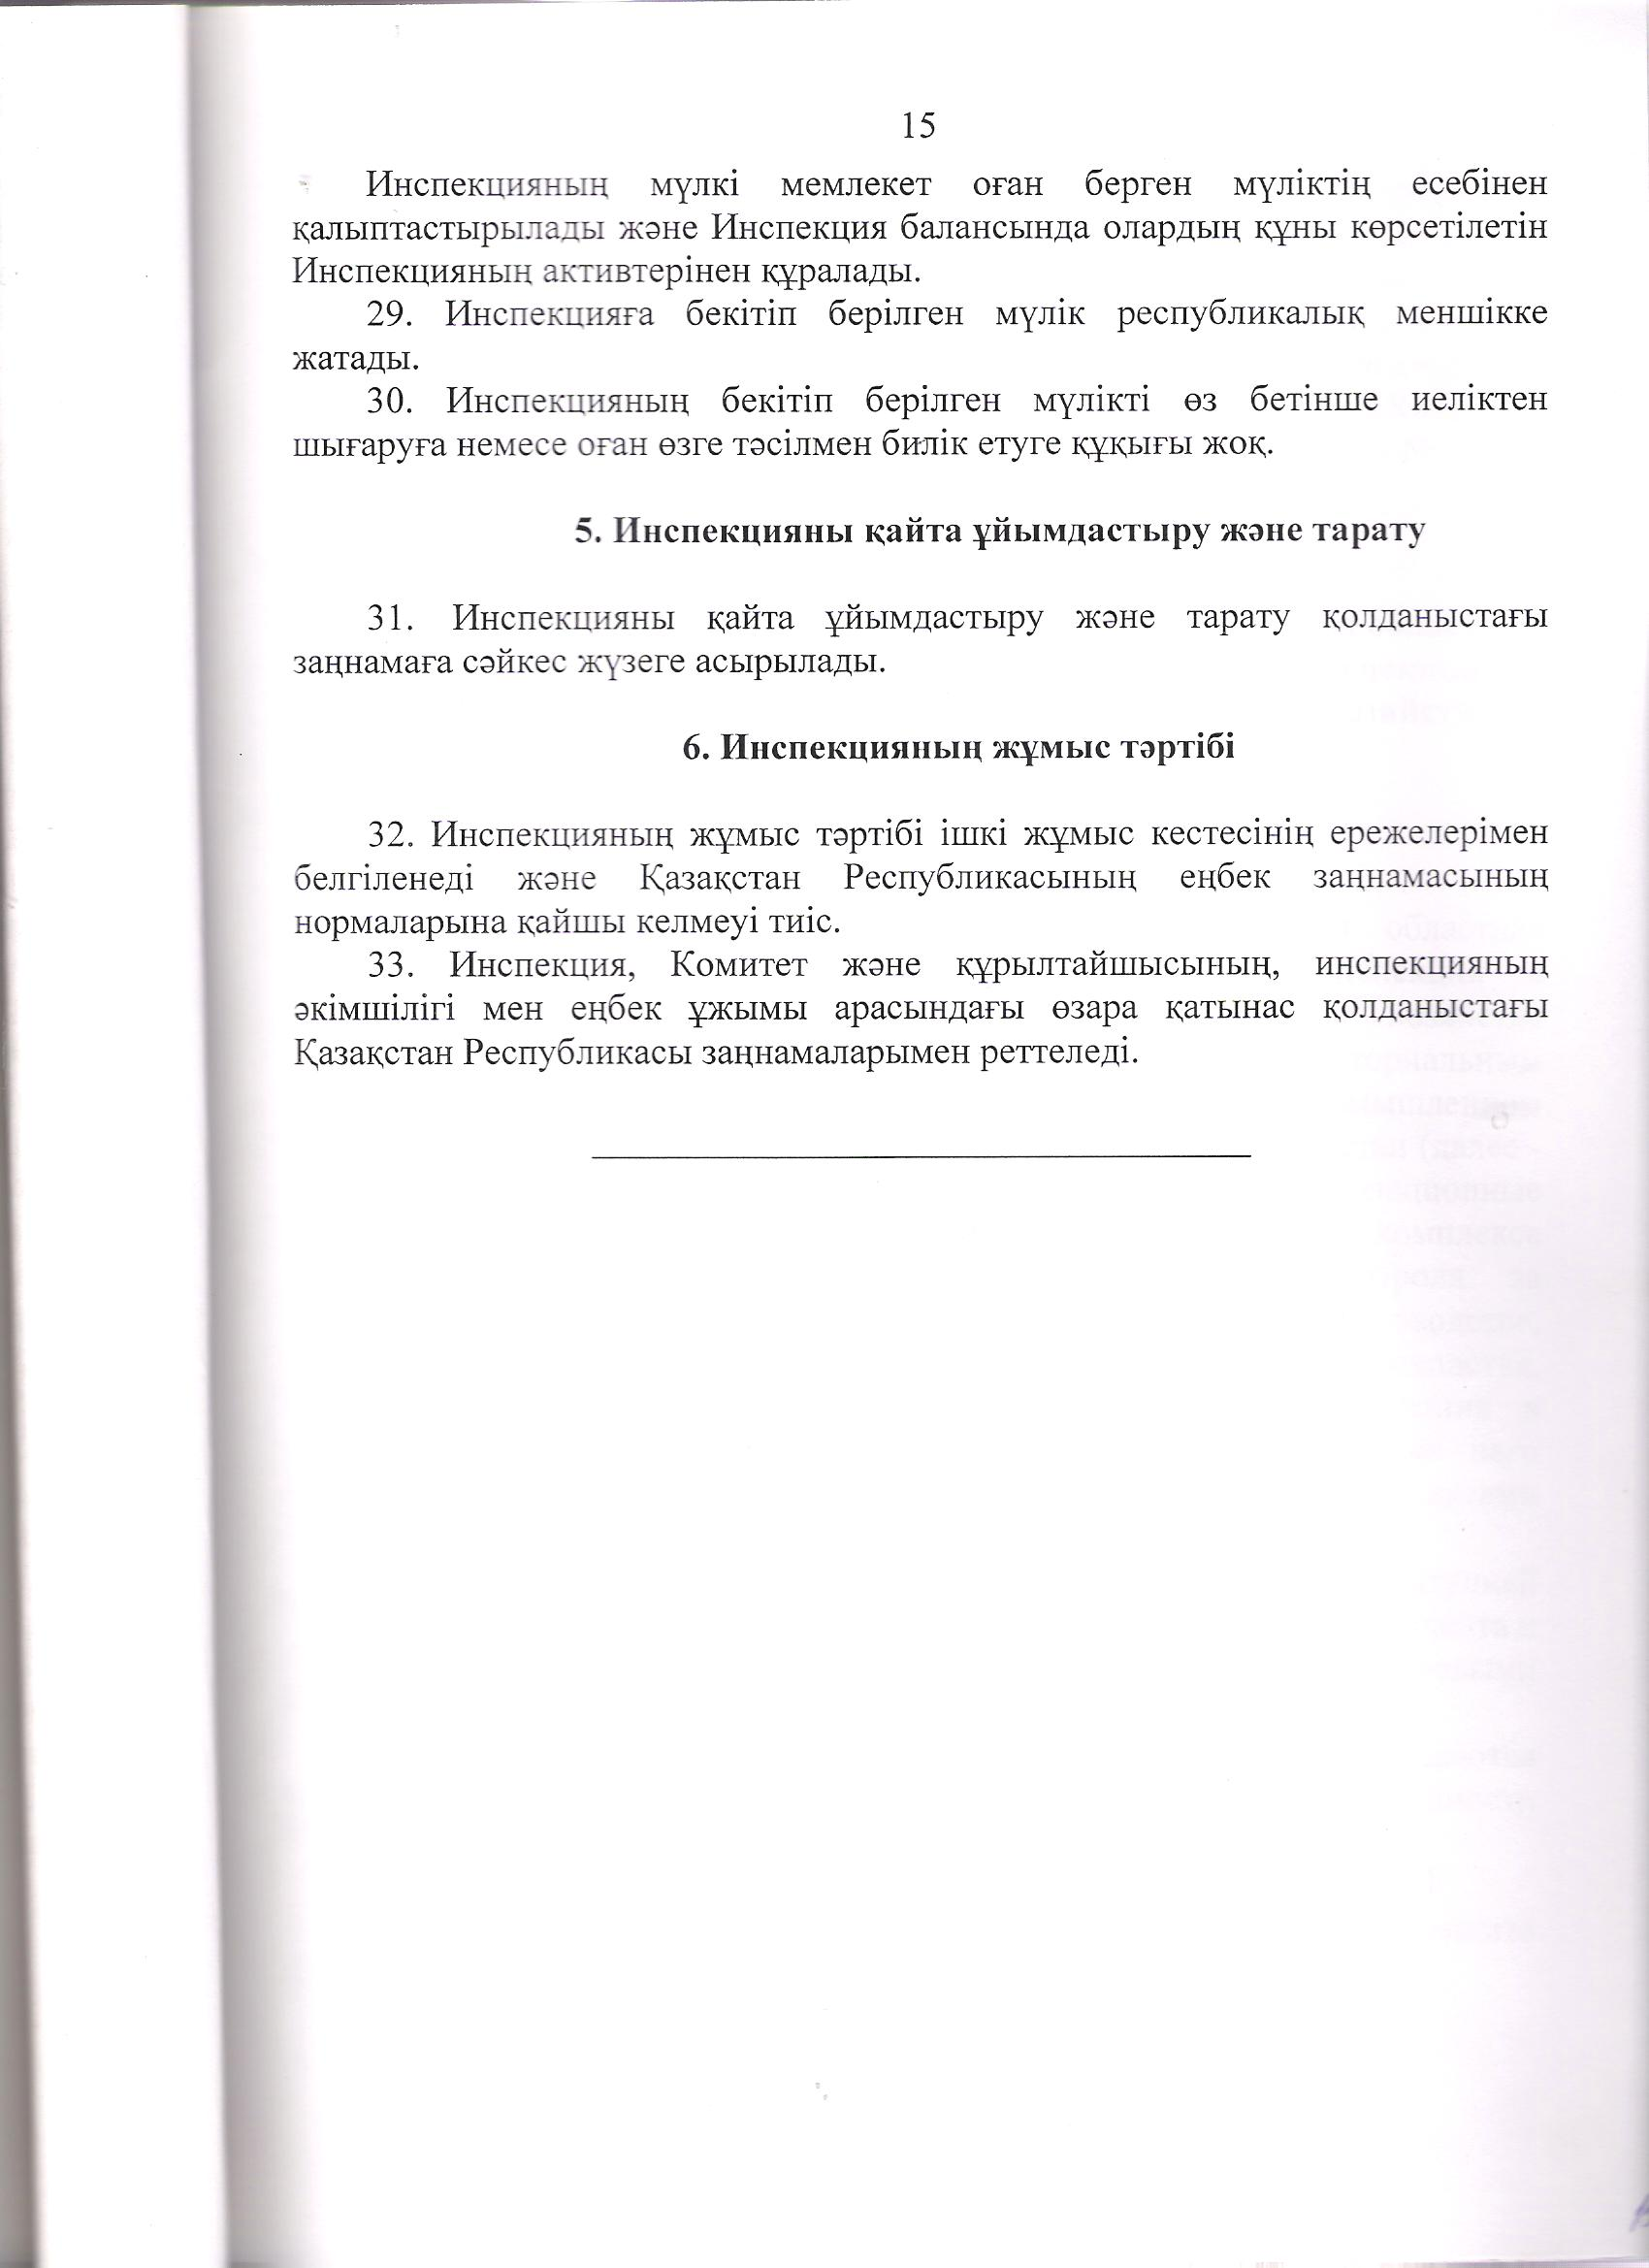 15
Инспекцияның мүлкі мемлекет оған берген мүліктің есебінен
қалыптастырылады және Инспекция балансында олардың құны көрсетілетін
Инспекцияның активтерінен құралады.
29. Инспекцияға бекітіп берілген мүлік республикалық меншікке
жатады.
30. Инспекцияның бекітіп берілген мүлікті өз бетінше иеліктен
шығаруға немесе оған өзге тәсілмен билік етуге құқығы жоқ.
5. Инспекцияны қайта ұйымдастыру және тарату
31. Инспекцияны қайта ұйымдастыру және тарату қолданыстағы
заңнамаға сәйкес жүзеге асырылады.
6. Инспекцияның жұмыс тәртібі
32. Инспекцияның жұмыс тәртібі ішкі жұмыс кестесінің ережелерімен
белгіленеді және Қазақстан Республикасының еңбек заңнамасының
нормаларына қайшы келмеуі тиіс.
33. Инспекция, Комитет және құрылтайшысының, инспекцияның
әкімшілігі мен еңбек ұжымы арасындағы өзара қатынас қолданыстағы
Қазақстан Республикасы заңнамаларымен реттеледі.